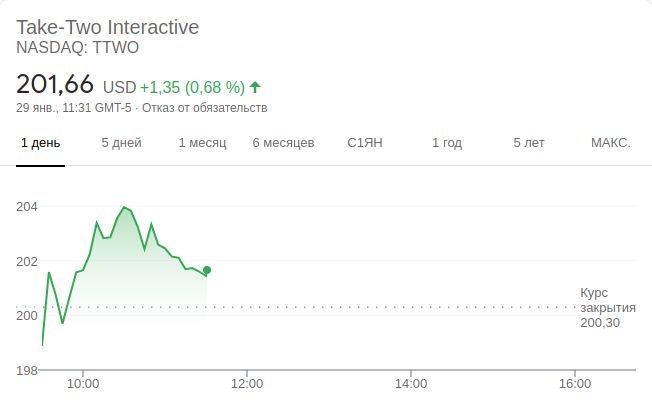 Take-Two Interactive
NASDAQ: TTWO
201,66 USD +1,35 (0,68 %)
29 янв., 11:31 GMT-5 · Отказ от обязательств
1 день 5 дней 1 месяц 6 месяцев С1ЯН 1 год 5 лет МАКС.
204
202
200
198
Курс
закрытия
200,30
10:00 12:00 14:00 16:00